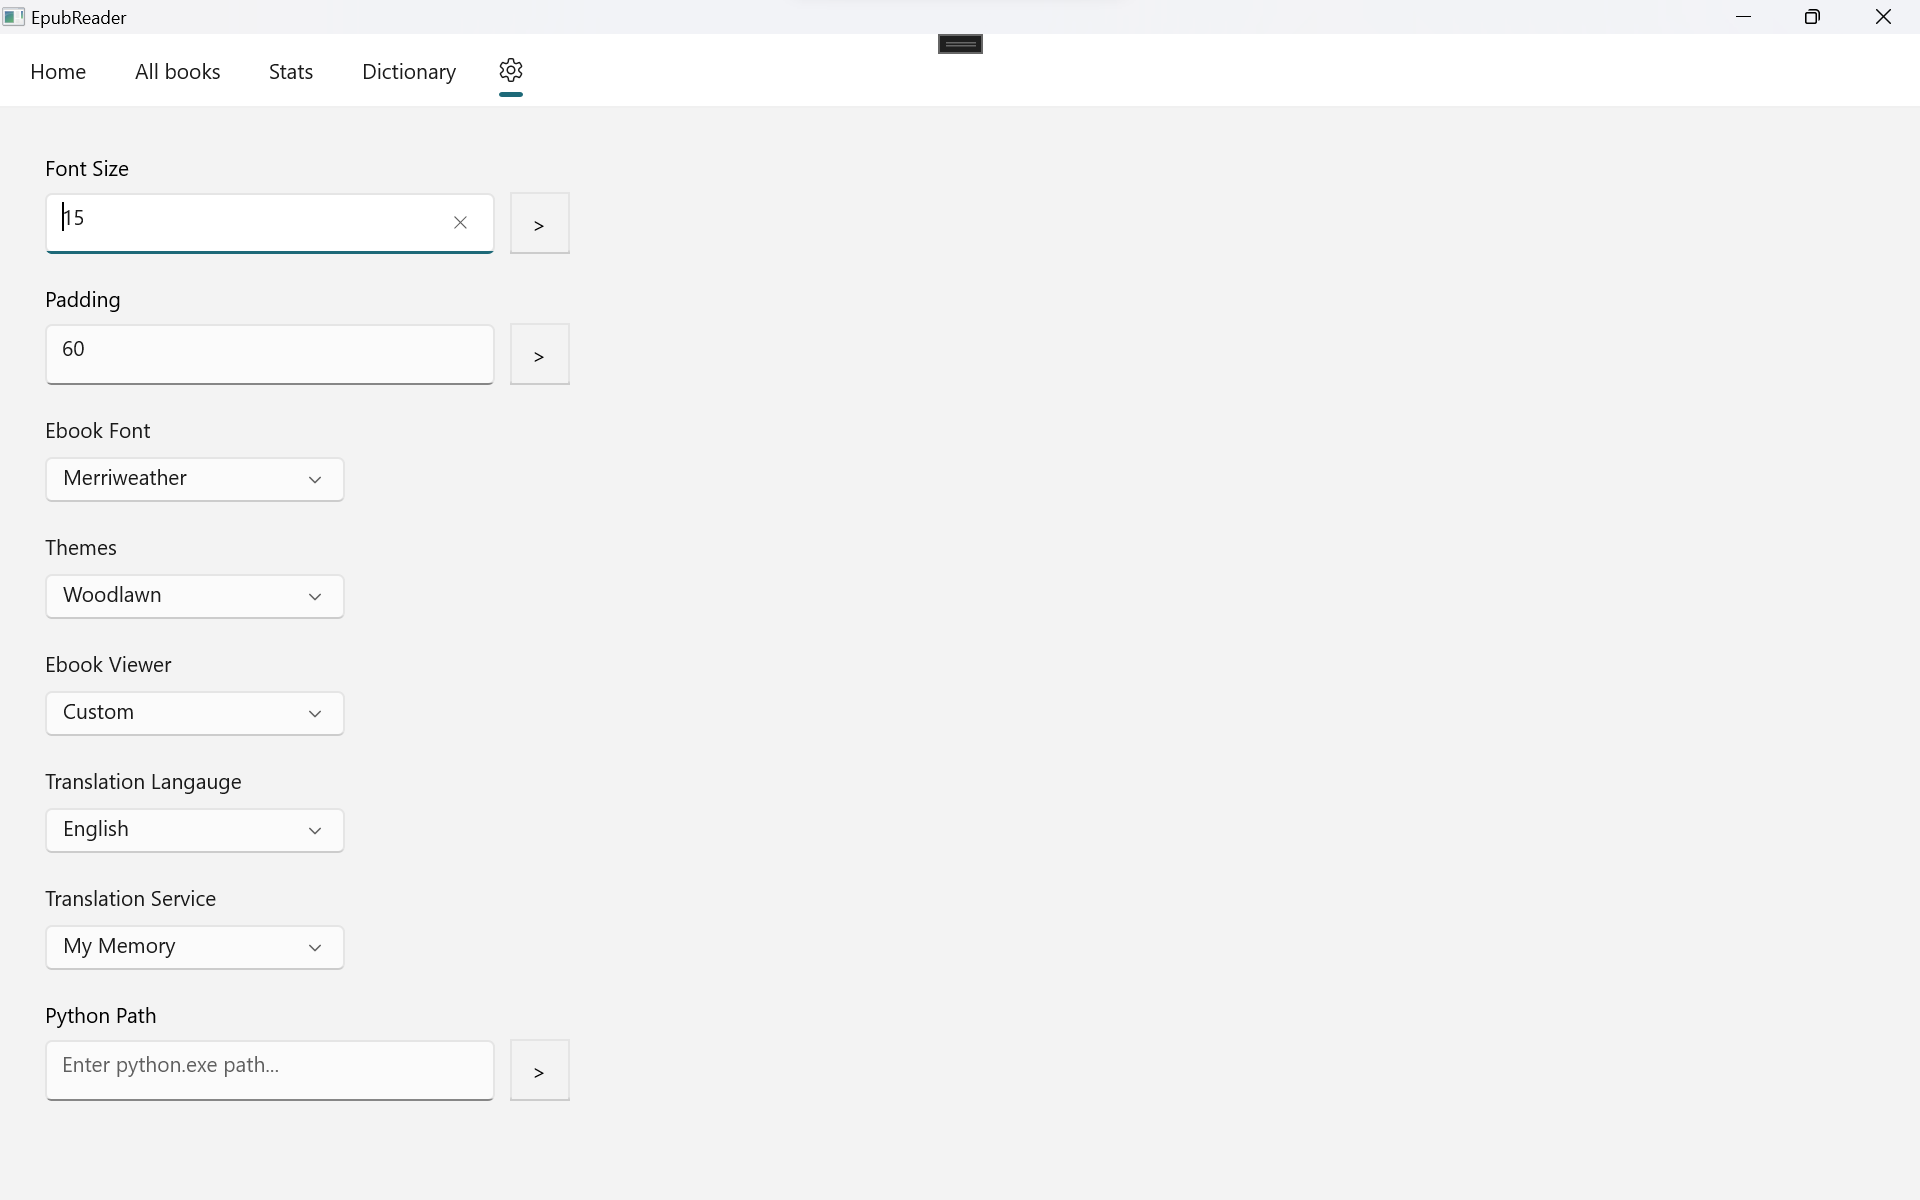 EpubReader
Home All books Stats Dictionary
Font Size
15
>
Padding
60
>
Ebook Font
Merriweather
Themes
Woodlawn
Ebook Viewer
Custom
Translation Langauge
English
Translation Service
My Memory
Python Path
Enter python.exe path...
>